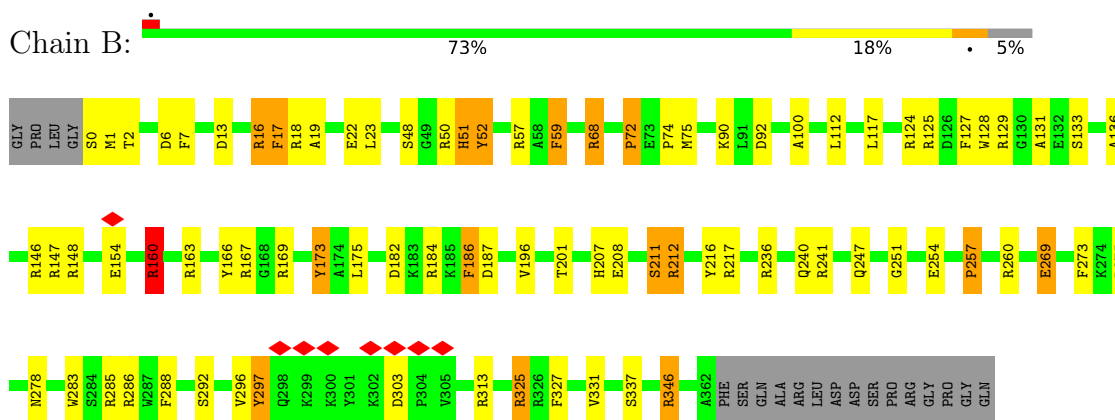 Chain B:
73% 18% • 5%
GLY PRO LEU GLY S0 M1 T2 D6 F7 D13 R16 F17 R18 A19 E22 L23 S48 G49 R50 H51 Y52 R57 A58 F59 R68 P72 E73 P74 M75 K90 L91 D92 A100 L112 L117 R124 R125 D126 F127 W128 R129 G130 A131 E132 S133 A136
R146 R147 R148 E154 R160 R163 Y166 R167 G168 R169 Y173 A174 L175 D182 K183 R184 K185 F186 D187 V196 T201 H207 E208 S211 R212 Y216 R217 R236 Q240 R241 Q247 G251 E254 P257 R260 E269 F273 K274
N278 W283 S284 R285 R286 W287 F288 S292 V296 Y297 Q298 K299 K300 Y301 K302 D303 P304 V305 R313 R325 R326 F327 V331 S337 R346 A362 PHE SER GLN ALA ARG LEU ASP ASP SER PRO ARG GLY PRO GLY GLN